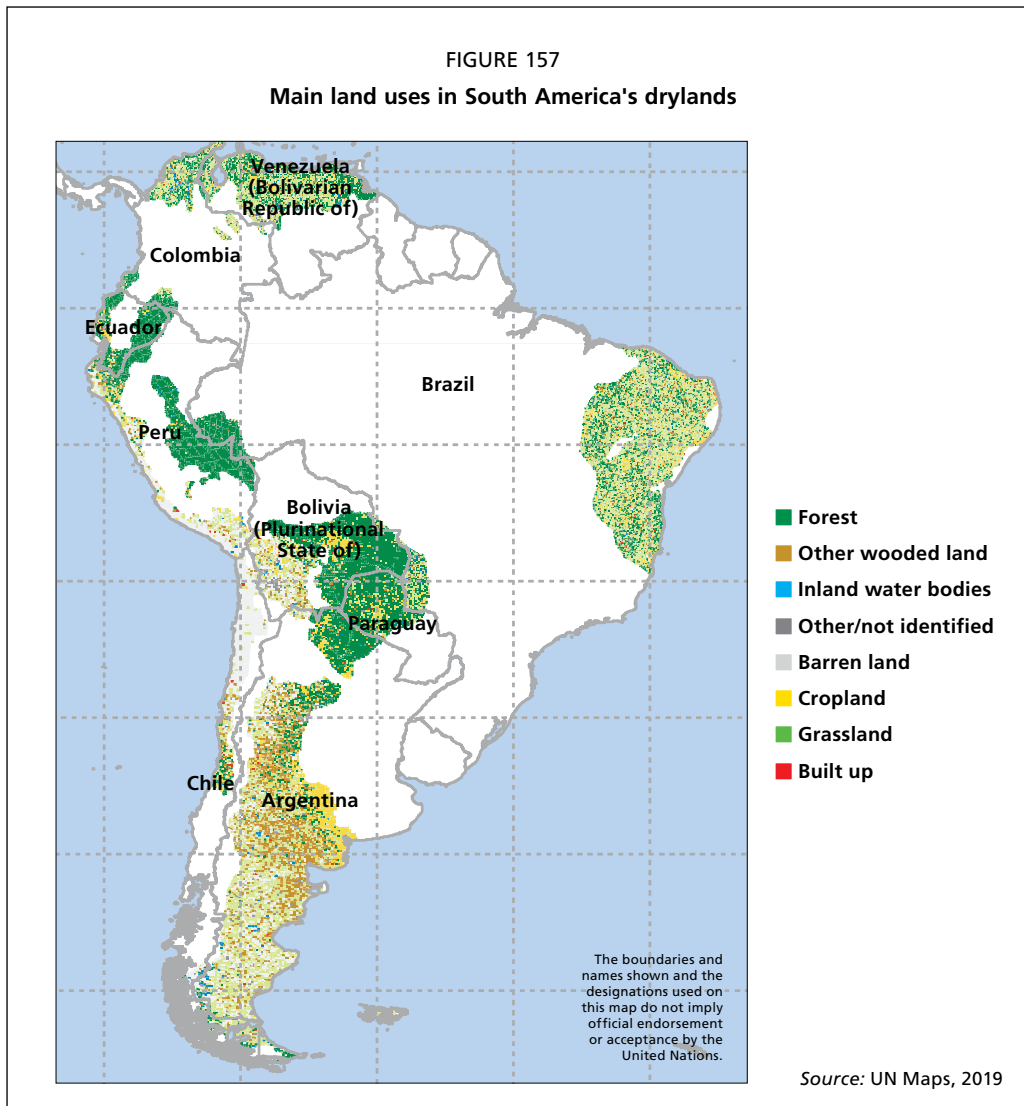 FIGURE 157
Main land uses in South America's drylands
Venezuela
(Bolivarian
Republic of)
Colombia
Ecuador
Brazil
Peru
Bolivia
(Plurinational
State of)
Paraguay
Chile
Argentina
Forest
Other wooded land
Inland water bodies
Other/not identified
Barren land
Cropland
Grassland
Built up
The boundaries and
names shown and the
designations used on
this map do not imply
official endorsement
or acceptance by the
United Nations.
Source: UN Maps, 2019